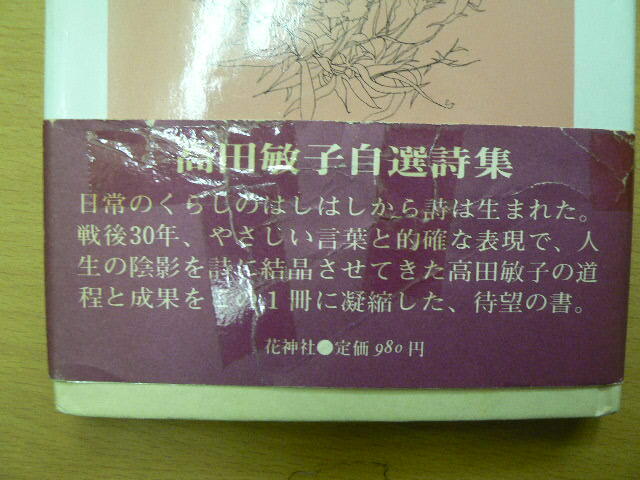 高田敏子自選詩集
日常のくらしのはしはしから詩は生まれた。
戦後30年、やさしい言葉と的確な表現で、人
生の陰影を詩に結晶させてきた高田敏子の道
程と成果をこの1冊に凝縮した、待望の書。
花神社●定価980円